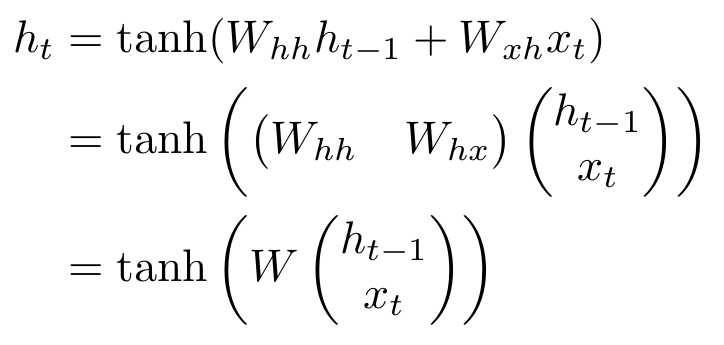 h_t = tanh(W_{hh}h_{t−1} + W_{xh}x_t)
= tanh ( ( W_{hh} W_{hx} ) ( h_{t−1} x_t ) )
= tanh ( W ( h_{t−1} x_t ) )